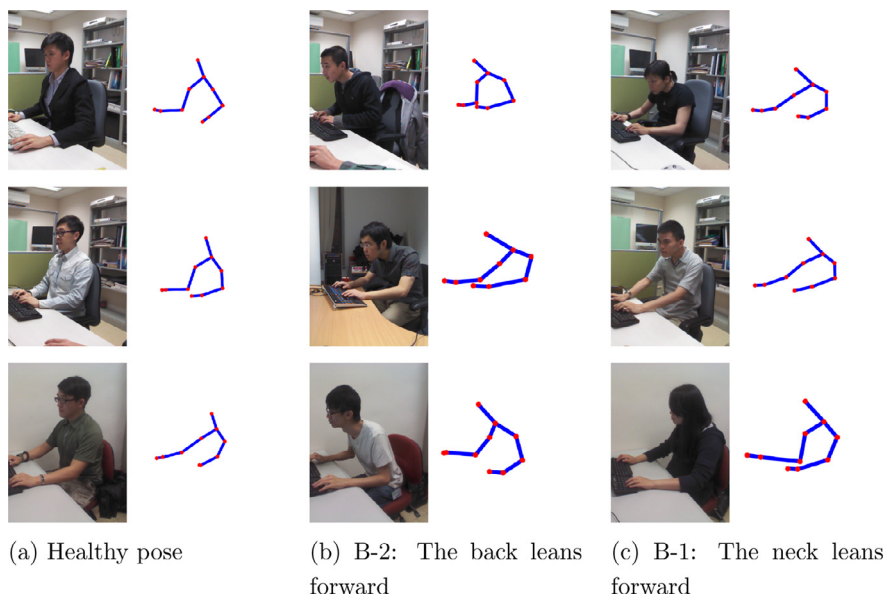 (a) Healthy pose
(b) B-2: The back leans
forward
(c) B-1: The neck leans
forward